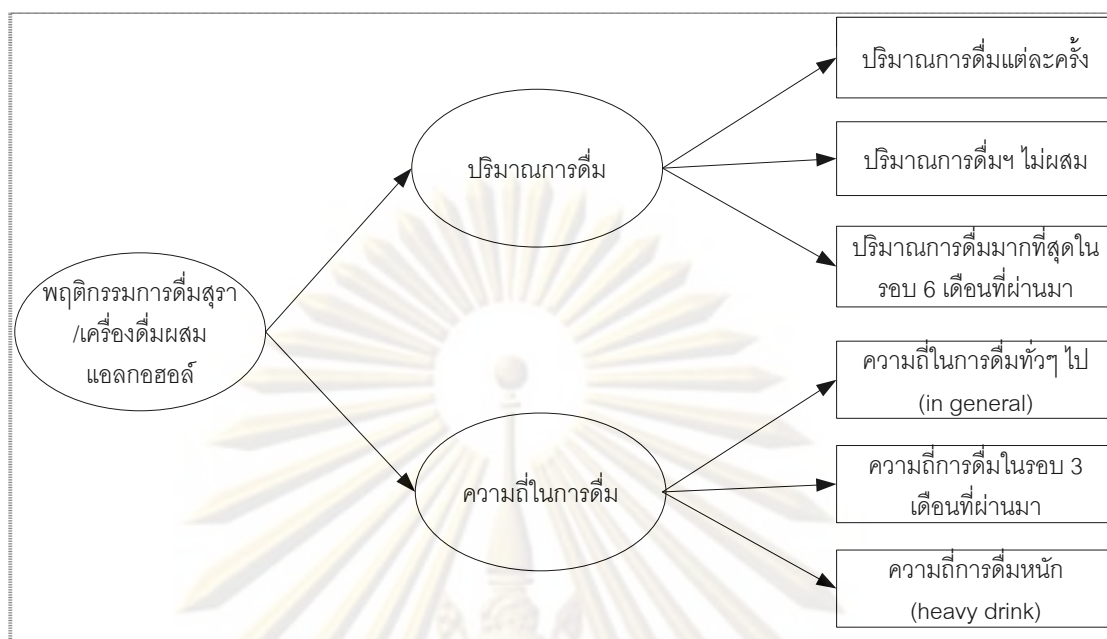 พฤติกรรมการดื่มสุรา
/เครื่องดื่มผสม
แอลกอฮอล์
ปริมาณการดื่ม
ปริมาณการดื่มแต่ละครั้ง
ปริมาณการดื่มฯ ไม่ผสม
ปริมาณการดื่มมากที่สุดใน
รอบ 6 เดือนที่ผ่านมา
ความถี่ในการดื่ม
ความถี่ในการดื่มทั่วๆ ไป
(in general)
ความถี่การดื่มในรอบ 3
เดือนที่ผ่านมา
ความถี่การดื่มหนัก
(heavy drink)